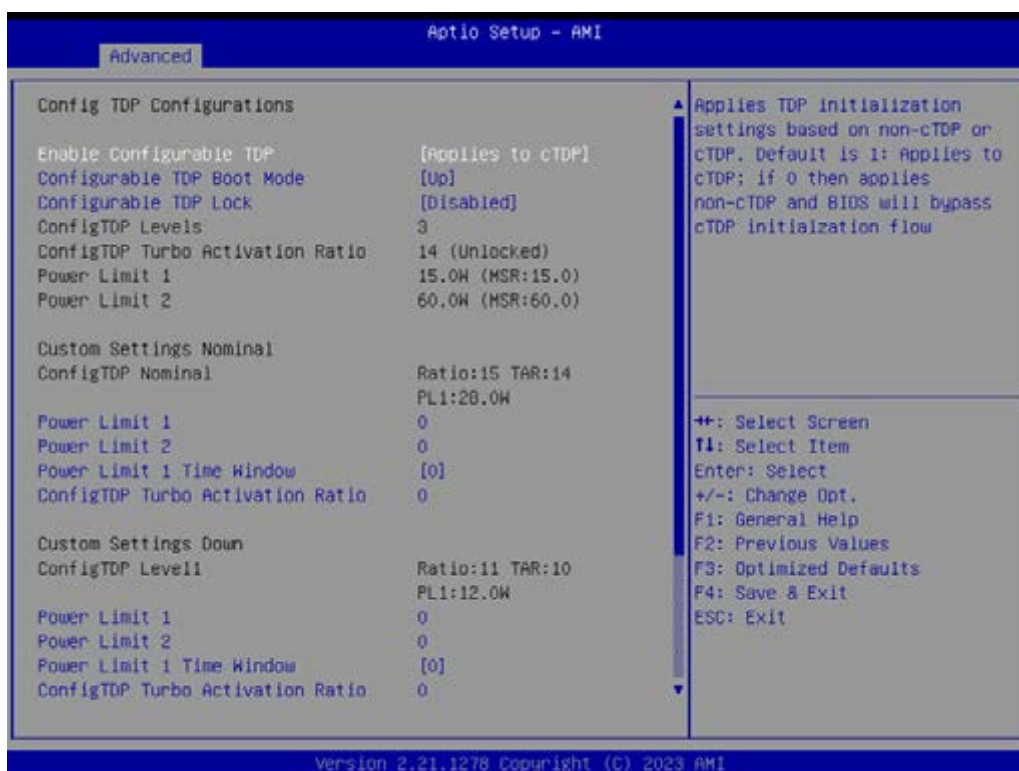 Aptio Setup – AMI
Advanced
Config TDP Configurations
Enable Configurable TDP [Applies to cTDP]
Configurable TDP Boot Mode [Up]
Configurable TDP Lock [Disabled]
ConfigTDP Levels 3
ConfigTDP Turbo Activation Ratio 14 (Unlocked)
Power Limit 1 15.0W (MSR:15.0)
Power Limit 2 60.0W (MSR:60.0)
Custom Settings Nominal
ConfigTDP Nominal Ratio:15 TAR:14
PL1:28.0W
Power Limit 1 0
Power Limit 2 0
Power Limit 1 Time Window [0]
ConfigTDP Turbo Activation Ratio 0
Custom Settings Down
ConfigTDP Level1 Ratio:11 TAR:10
PL1:12.0W
Power Limit 1 0
Power Limit 2 0
Power Limit 1 Time Window [0]
ConfigTDP Turbo Activation Ratio 0
Applies TDP initialization
settings based on non-cTDP or
cTDP. Default is 1: Applies to
cTDP; if 0 then applies
non-cTDP and BIOS will bypass
cTDP initialzation flow
→←: Select Screen
↑↓: Select Item
Enter: Select
+/-: Change Opt.
F1: General Help
F2: Previous Values
F3: Optimized Defaults
F4: Save & Exit
ESC: Exit
Version 2.21.1278 Copyright (C) 2023 AMI